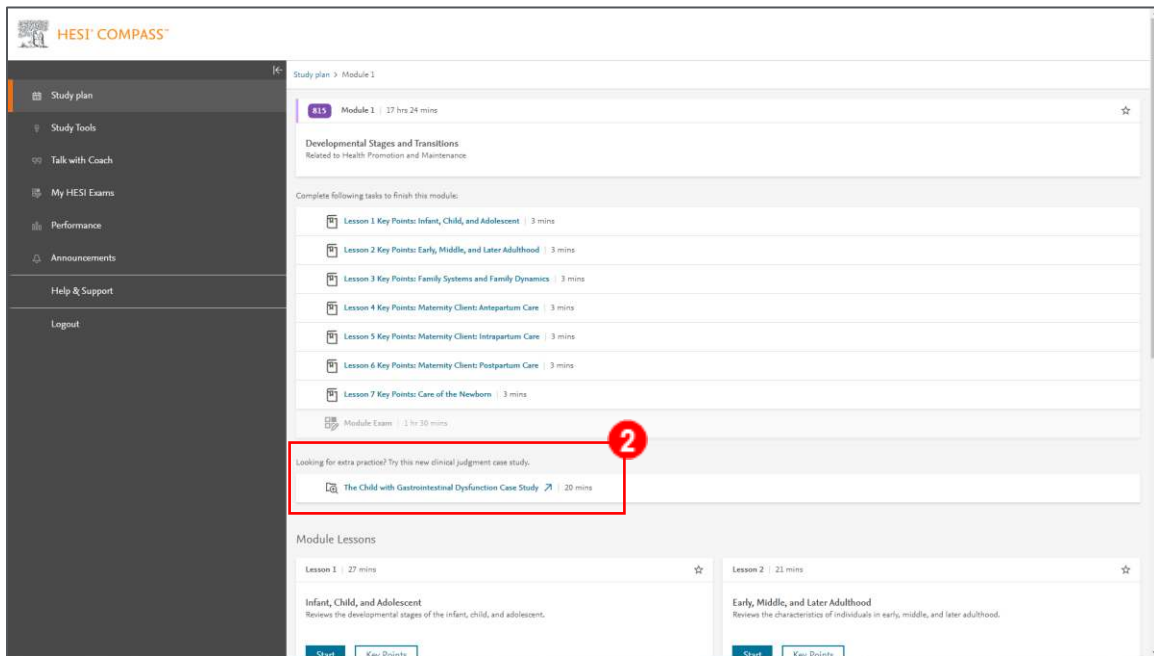 HESI® COMPASS™
Study plan
Study Tools
Talk with Coach
My HESI Exams
Performance
Announcements
Help & Support
Logout
Study plan > Module 1
815 Module 1 | 17 hrs 24 mins
Developmental Stages and Transitions
Related to Health Promotion and Maintenance
Complete following tasks to finish this module:
Lesson 1 Key Points: Infant, Child, and Adolescent | 3 mins
Lesson 2 Key Points: Early, Middle, and Later Adulthood | 3 mins
Lesson 3 Key Points: Family Systems and Family Dynamics | 3 mins
Lesson 4 Key Points: Maternity Client: Antepartum Care | 3 mins
Lesson 5 Key Points: Maternity Client: Intrapartum Care | 3 mins
Lesson 6 Key Points: Maternity Client: Postpartum Care | 3 mins
Lesson 7 Key Points: Care of the Newborn | 3 mins
Module Exam | 1 hr 30 mins
2
Looking for extra practice? Try this new clinical judgment case study.
The Child with Gastrointestinal Dysfunction Case Study | 20 mins
Module Lessons
Lesson 1 | 27 mins
Infant, Child, and Adolescent
Reviews the developmental stages of the infant, child, and adolescent.
Start Key Points
Lesson 2 | 21 mins
Early, Middle, and Later Adulthood
Reviews the characteristics of individuals in early, middle, and later adulthood.
Start Key Points